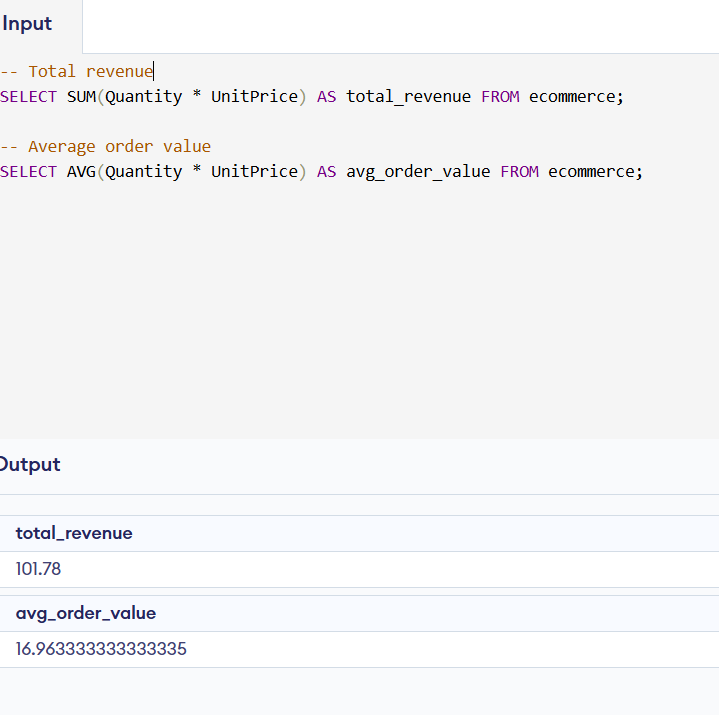 Input
-- Total revenue
SELECT SUM(Quantity * UnitPrice) AS total_revenue FROM ecommerce;
-- Average order value
SELECT AVG(Quantity * UnitPrice) AS avg_order_value FROM ecommerce;
Output
total_revenue
101.78
avg_order_value
16.963333333333335